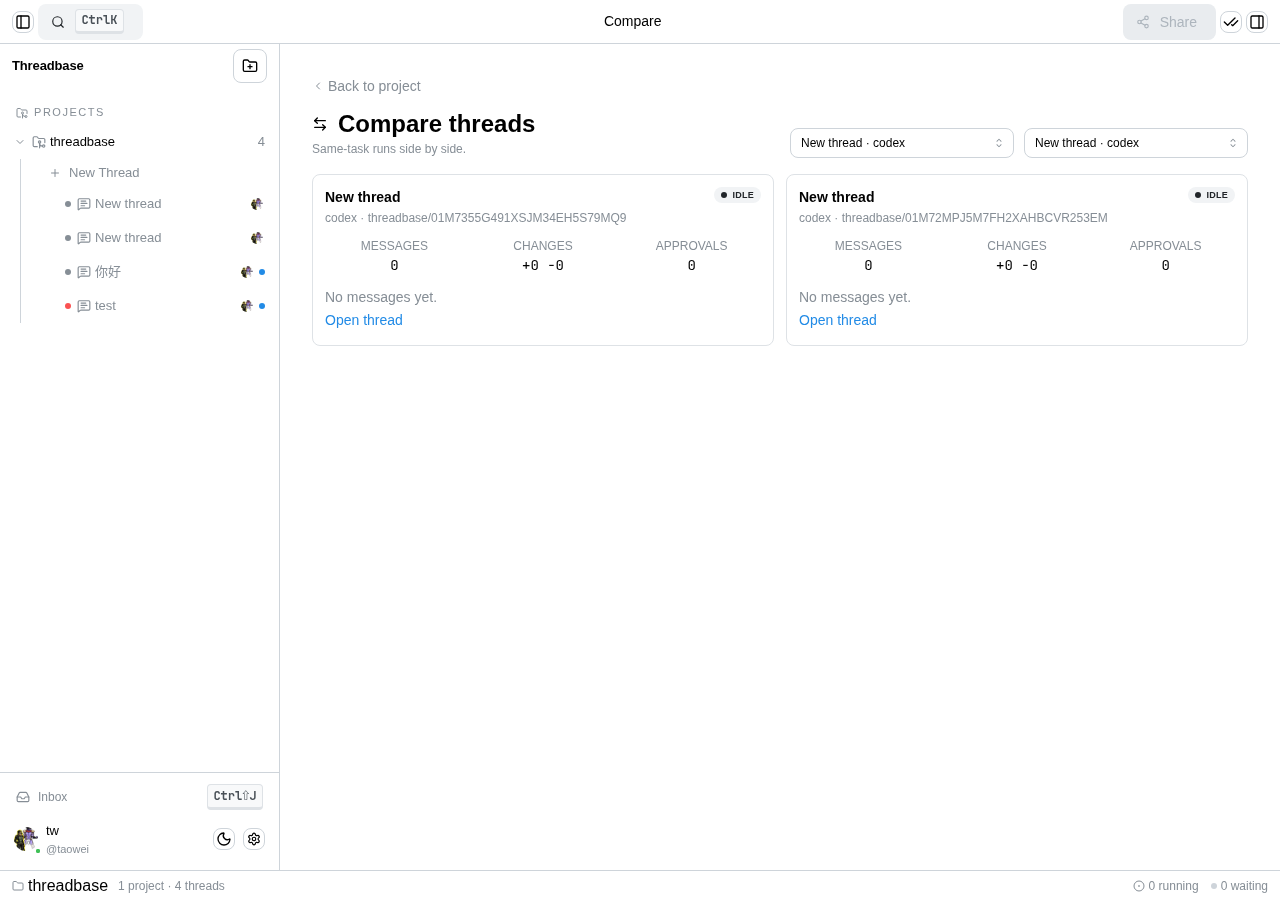 CtrlK
Compare
Share
Threadbase
PROJECTS
threadbase 4
New Thread
New thread
New thread
你好
test
Inbox Ctrl⇧J
tw
@taowei
Back to project
Compare threads
Same-task runs side by side.
New thread · codex
New thread · codex
New thread IDLE
codex · threadbase/01M7355G491XSJM34EH5S79MQ9
MESSAGES CHANGES APPROVALS
0 +0 -0 0
No messages yet.
Open thread
New thread IDLE
codex · threadbase/01M72MPJ5M7FH2XAHBCVR253EM
MESSAGES CHANGES APPROVALS
0 +0 -0 0
No messages yet.
Open thread
threadbase 1 project · 4 threads
0 running 0 waiting